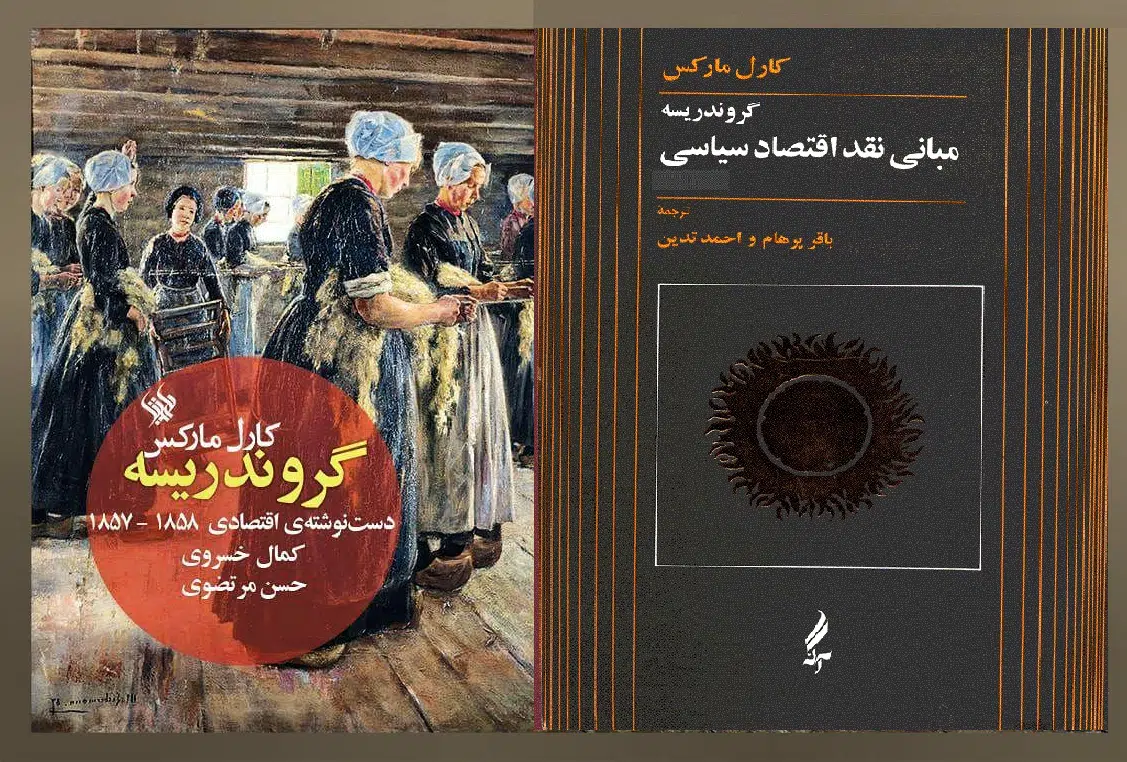 کارل مارکس
گروندریسه
مبانی نقد اقتصاد سیاسی
ترجمه
باقر پرهام و احمد تدین
آگه
کارل مارکس
گروندریسه
دست‌نوشته‌ی اقتصادی ۱۸۵۸ - ۱۸۵۷
کمال خسروی
حسن مرتضوی